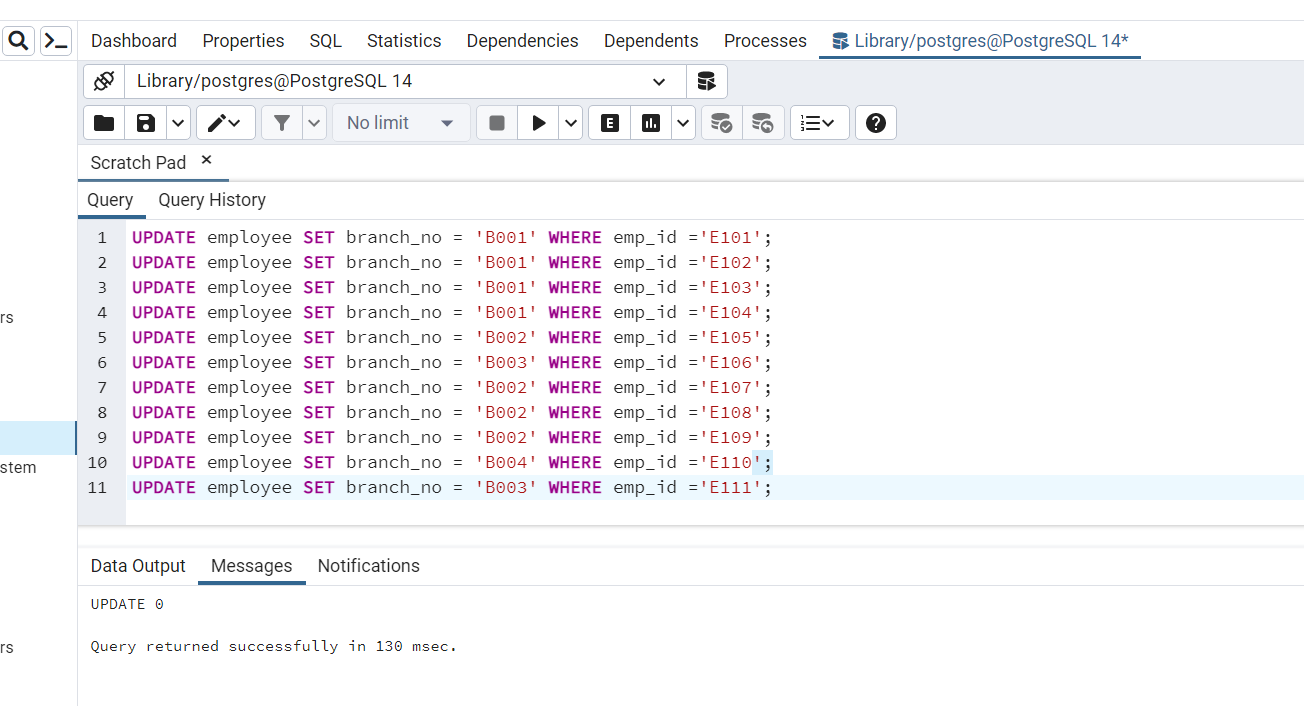 Dashboard Properties SQL Statistics Dependencies Dependents Processes Library/postgres@PostgreSQL 14*
Library/postgres@PostgreSQL 14
No limit E
Scratch Pad ×
Query Query History
1 UPDATE employee SET branch_no = 'B001' WHERE emp_id ='E101';
2 UPDATE employee SET branch_no = 'B001' WHERE emp_id ='E102';
3 UPDATE employee SET branch_no = 'B001' WHERE emp_id ='E103';
rs
4 UPDATE employee SET branch_no = 'B001' WHERE emp_id ='E104';
5 UPDATE employee SET branch_no = 'B002' WHERE emp_id ='E105';
6 UPDATE employee SET branch_no = 'B003' WHERE emp_id ='E106';
7 UPDATE employee SET branch_no = 'B002' WHERE emp_id ='E107';
8 UPDATE employee SET branch_no = 'B002' WHERE emp_id ='E108';
9 UPDATE employee SET branch_no = 'B002' WHERE emp_id ='E109';
stem
10 UPDATE employee SET branch_no = 'B004' WHERE emp_id ='E110';
11 UPDATE employee SET branch_no = 'B003' WHERE emp_id ='E111';
Data Output Messages Notifications
UPDATE 0
Query returned successfully in 130 msec.
rs